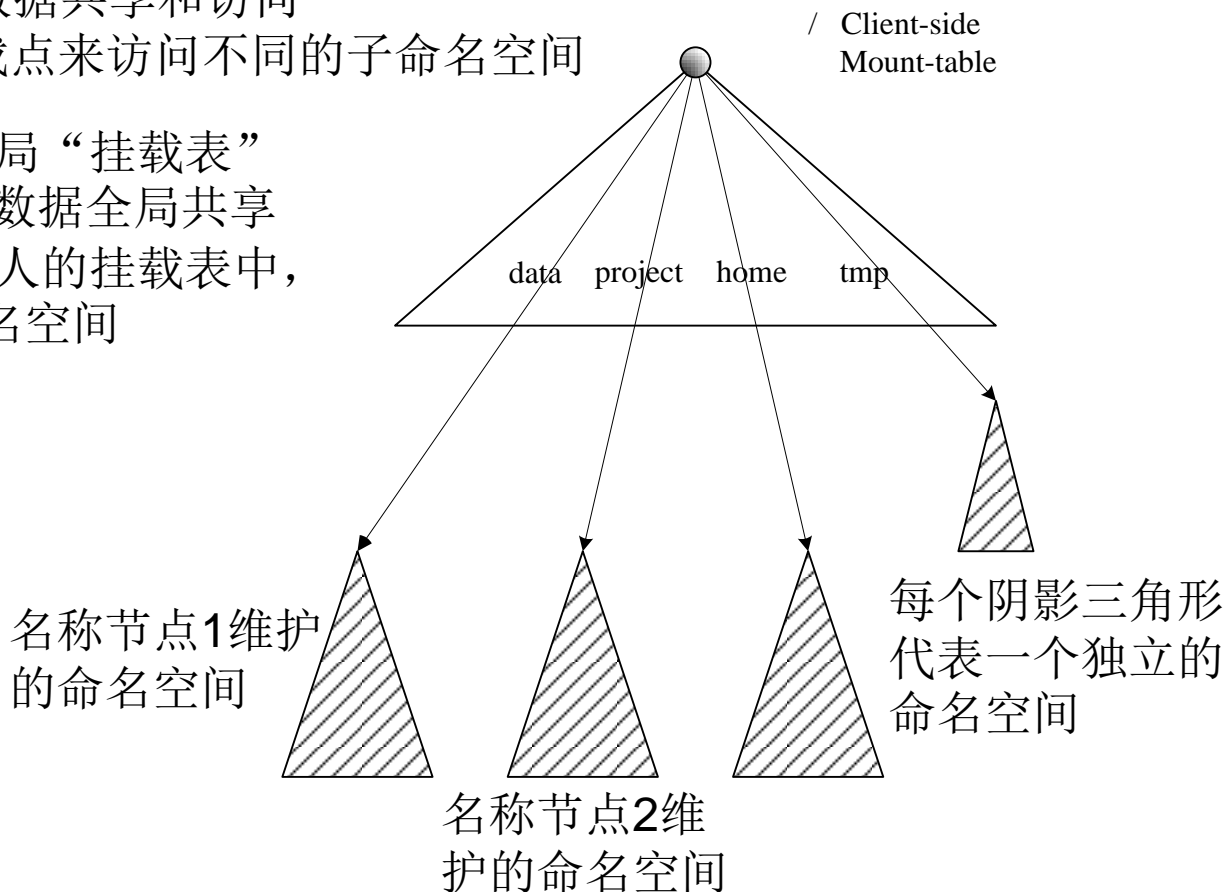 数据共享和访问
载点来访问不同的子命名空间
局“挂载表”
数据全局共享
人的挂载表中，
名空间
/ Client-side
Mount-table
data project home tmp
名称节点1维护
的命名空间
名称节点2维
护的命名空间
每个阴影三角形
代表一个独立的
命名空间